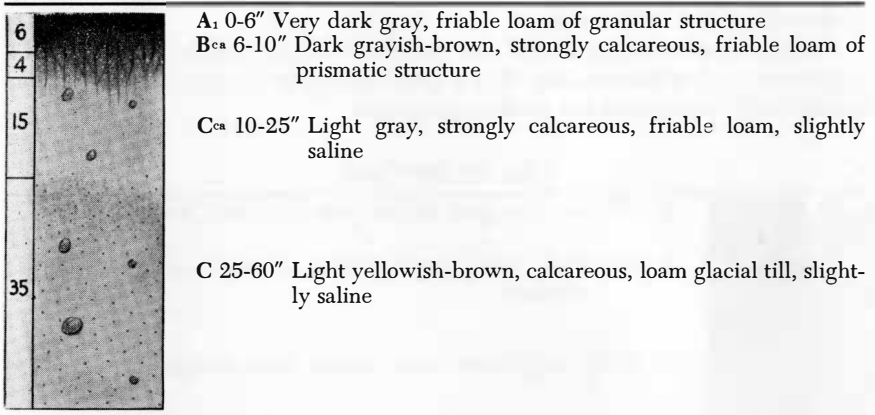 6
4
15
35
A₁ 0-6″ Very dark gray, friable loam of granular structure
Bca 6-10″ Dark grayish-brown, strongly calcareous, friable loam of
prismatic structure
Cca 10-25″ Light gray, strongly calcareous, friable loam, slightly
saline
C 25-60″ Light yellowish-brown, calcareous, loam glacial till, slight-
ly saline